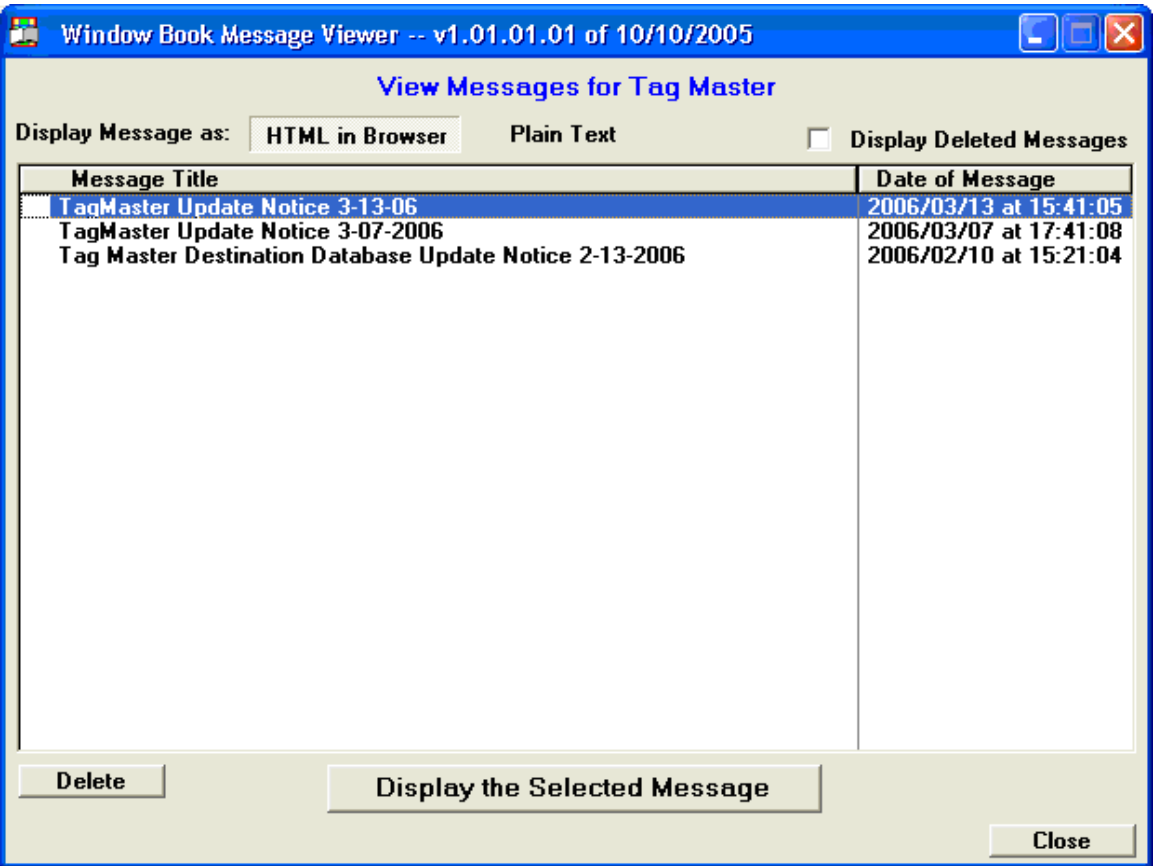 Window Book Message Viewer -- v1.01.01.01 of 10/10/2005
View Messages for Tag Master
Display Message as: HTML in Browser Plain Text Display Deleted Messages
Message Title Date of Message
TagMaster Update Notice 3-13-06 2006/03/13 at 15:41:05
TagMaster Update Notice 3-07-2006 2006/03/07 at 17:41:08
Tag Master Destination Database Update Notice 2-13-2006 2006/02/10 at 15:21:04
Delete Display the Selected Message
Close